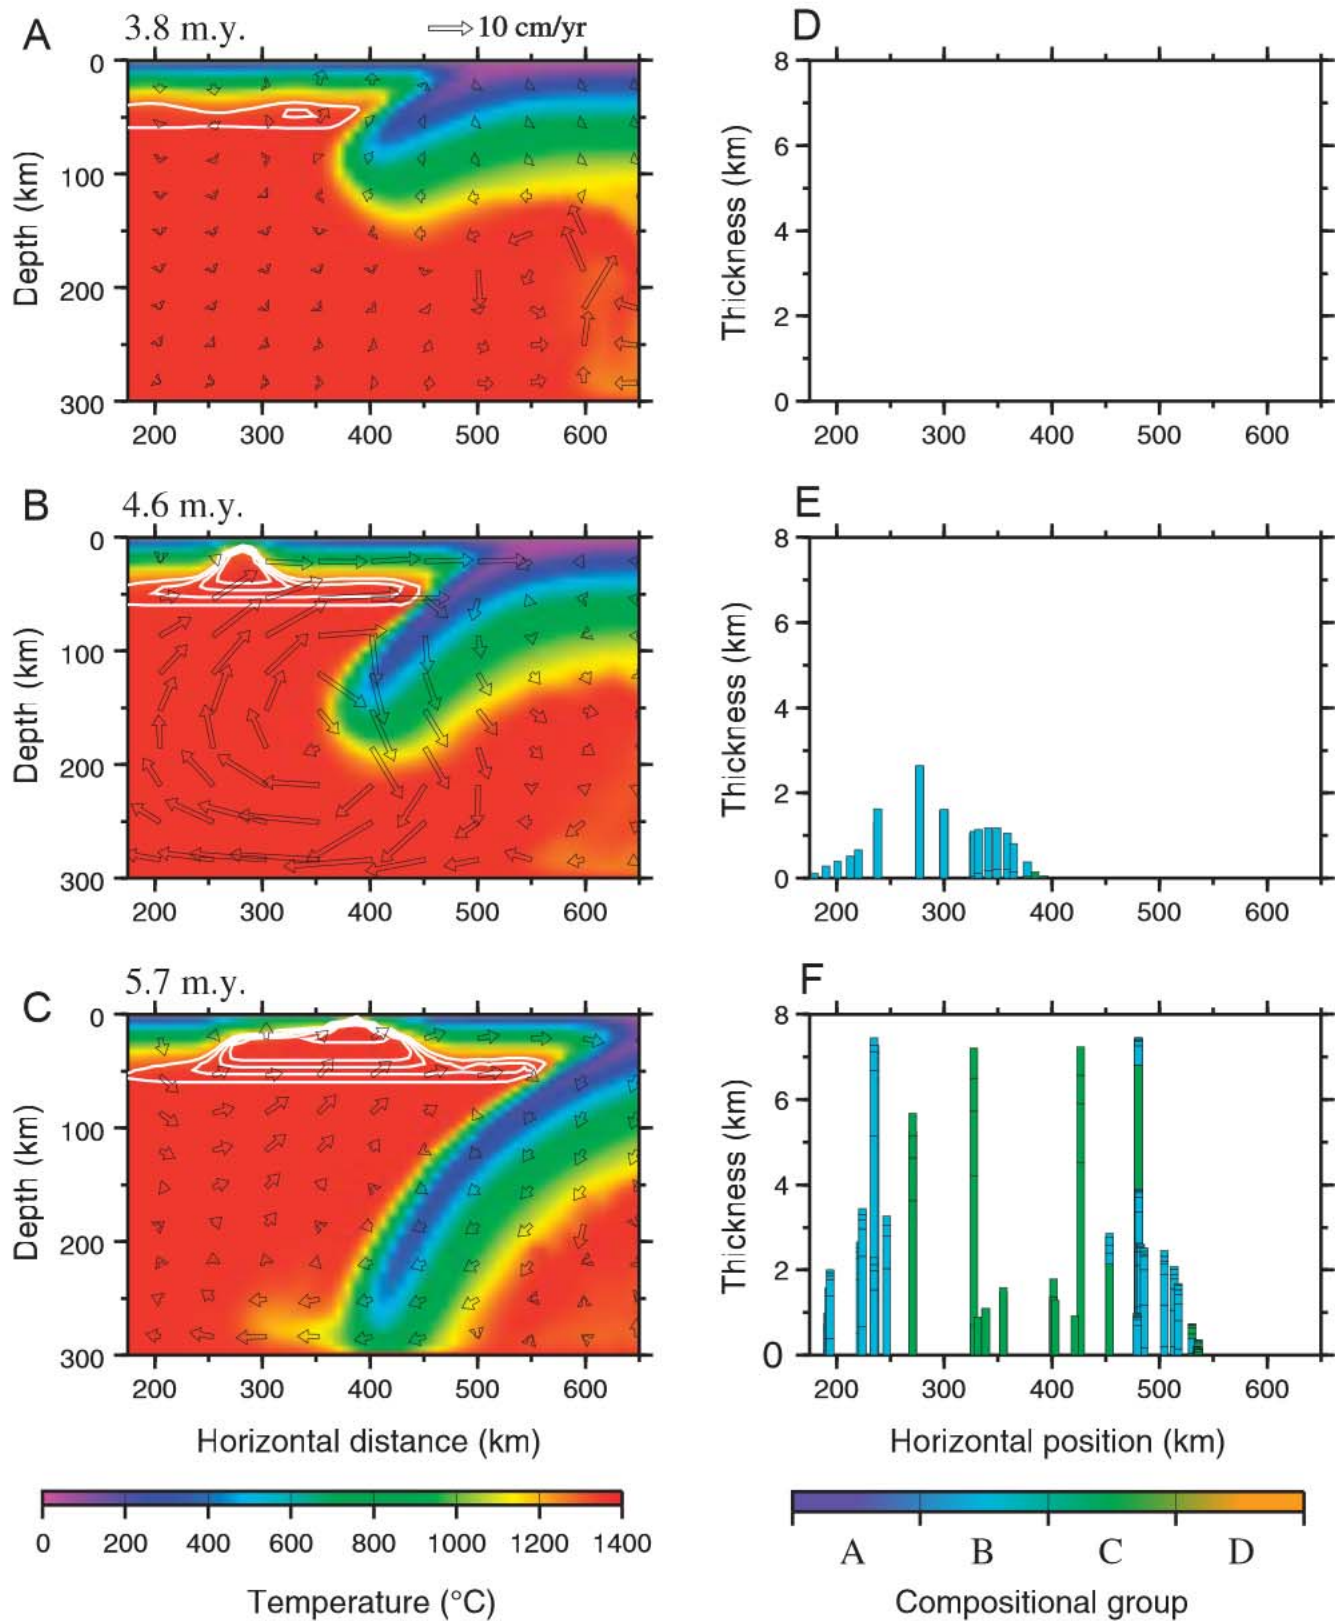 A 3.8 m.y. 10 cm/yr
0
100
200
300
Depth (km)
200 300 400 500 600
D
8
6
4
2
0
Thickness (km)
200 300 400 500 600
B 4.6 m.y.
0
100
200
300
Depth (km)
200 300 400 500 600
E
8
6
4
2
0
Thickness (km)
200 300 400 500 600
C 5.7 m.y.
0
100
200
300
Depth (km)
200 300 400 500 600
Horizontal distance (km)
F
8
6
4
2
0
Thickness (km)
200 300 400 500 600
Horizontal position (km)
0 200 400 600 800 1000 1200 1400
Temperature (°C)
A B C D
Compositional group